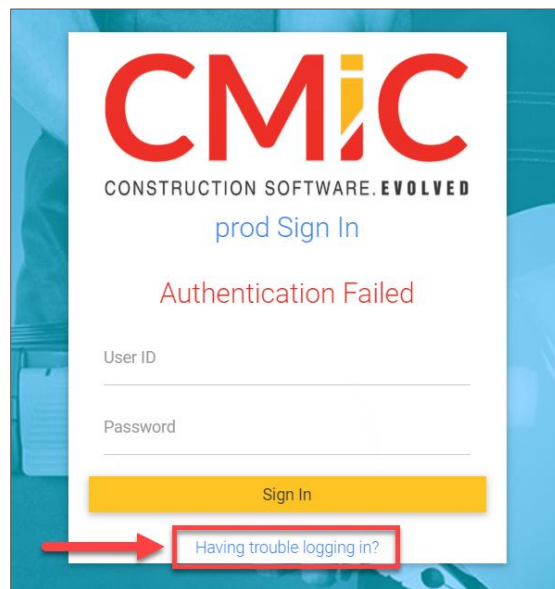 CMiC
CONSTRUCTION SOFTWARE. EVOLVED
prod Sign In
Authentication Failed
User ID
Password
Sign In
Having trouble logging in?